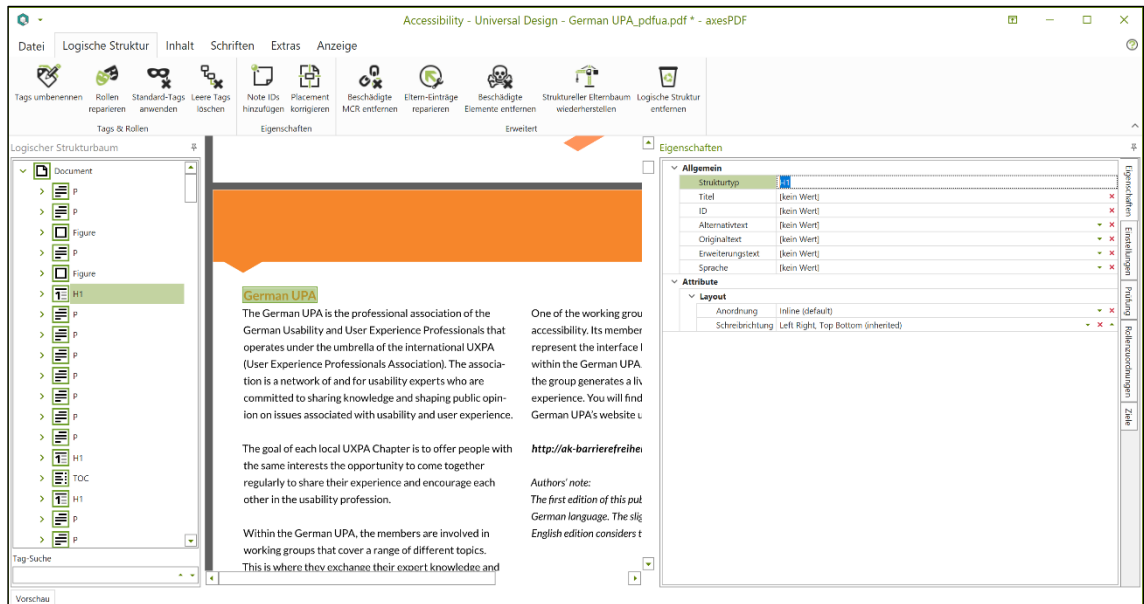 Accessibility - Universal Design - German UPA_pdfua.pdf * - axesPDF
Datei Logische Struktur Inhalt Schriften Extras Anzeige
Tags umbenennen
Rollen reparieren
Standard-Tags anwenden
Leere Tags löschen
Note IDs hinzufügen
Placement korrigieren
Beschädigte MCR entfernen
Eltern-Einträge reparieren
Beschädigte Elemente entfernen
Struktureller Elternbaum wiederherstellen
Logische Struktur entfernen
Tags & Rollen
Eigenschaften
Erweitert
Logischer Strukturbaum
Document
P
P
Figure
P
Figure
H1
P
P
P
P
P
P
P
H1
TOC
H1
P
P
Tag-Suche
Vorschau
German UPA
The German UPA is the professional association of the
German Usability and User Experience Professionals that
operates under the umbrella of the international UXPA
(User Experience Professionals Association). The associa-
tion is a network of and for usability experts who are
committed to sharing knowledge and shaping public opin-
ion on issues associated with usability and user experience.
The goal of each local UXPA Chapter is to offer people with
the same interests the opportunity to come together
regularly to share their experience and encourage each
other in the usability profession.
Within the German UPA, the members are involved in
working groups that cover a range of different topics.
This is where they exchange their expert knowledge and
One of the working grou
accessibility. Its member
represent the interface
within the German UPA
the group generates a liv
experience. You will find
German UPA's website u
http://ak-barrierefreihei
Authors' note:
The first edition of this pub
German language. The slig
English edition considers t
Eigenschaften
Allgemein
Strukturtyp H1
Titel [kein Wert]
ID [kein Wert]
Alternativtext [kein Wert]
Originaltext [kein Wert]
Erweiterungstext [kein Wert]
Sprache [kein Wert]
Attribute
Layout
Anordnung Inline (default)
Schreibrichtung Left Right, Top Bottom (inherited)
Eigenschaften
Einstellungen
Prüfung
Rollenzuordnungen
Ziele